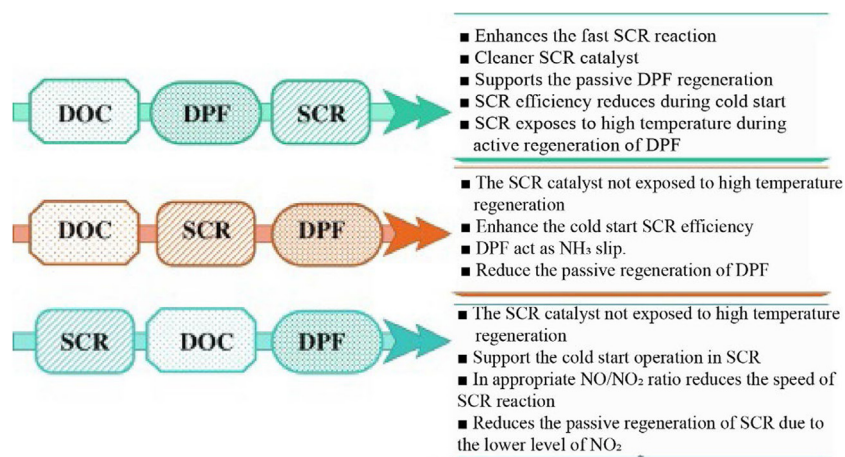 DOC DPF SCR
■ Enhances the fast SCR reaction
■ Cleaner SCR catalyst
■ Supports the passive DPF regeneration
■ SCR efficiency reduces during cold start
■ SCR exposes to high temperature during
active regeneration of DPF
DOC SCR DPF
■ The SCR catalyst not exposed to high temperature
regeneration
■ Enhance the cold start SCR efficiency
■ DPF act as NH₃ slip.
■ Reduce the passive regeneration of DPF
SCR DOC DPF
■ The SCR catalyst not exposed to high temperature
regeneration
■ Support the cold start operation in SCR
■ In appropriate NO/NO₂ ratio reduces the speed of
SCR reaction
■ Reduces the passive regeneration of SCR due to
the lower level of NO₂